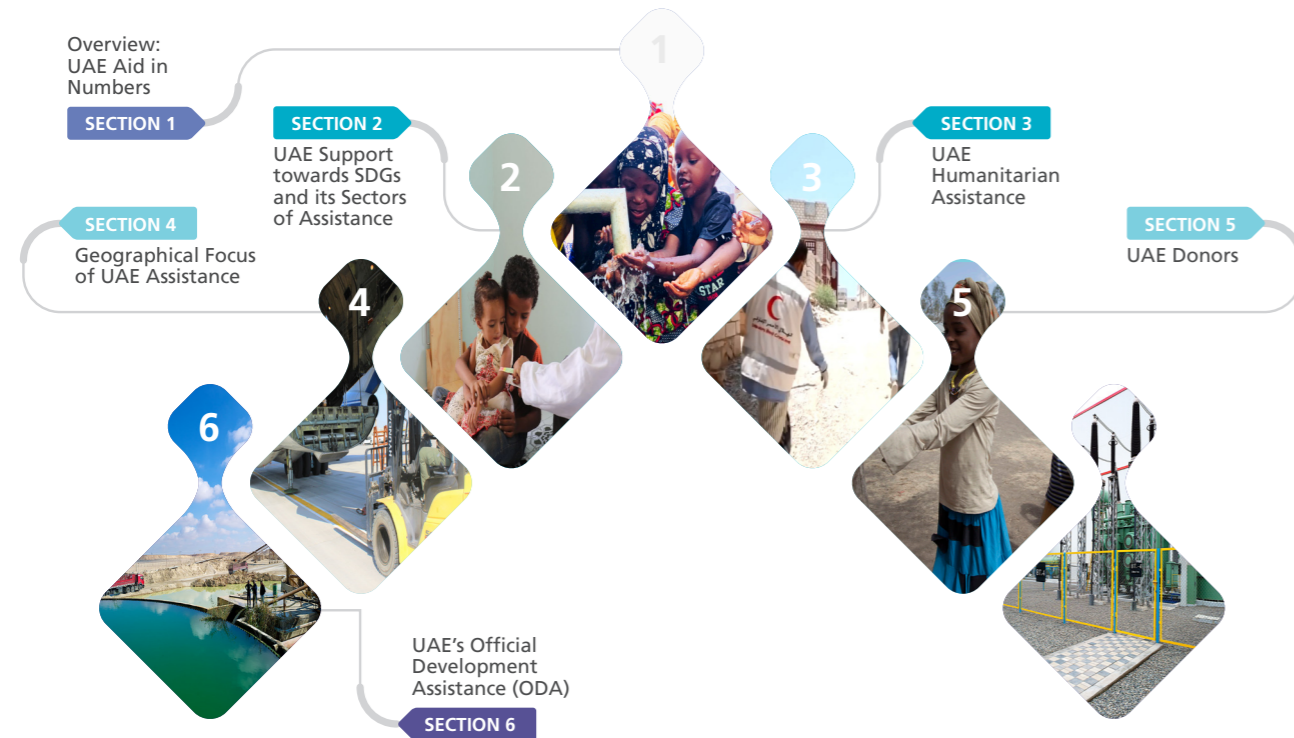 Overview:
UAE Aid in
Numbers
SECTION 1
1
SECTION 2
UAE Support
towards SDGs
and its Sectors
of Assistance
2
SECTION 3
UAE
Humanitarian
Assistance
3
SECTION 4
Geographical Focus
of UAE Assistance
4
SECTION 5
UAE Donors
5
STAR
6
UAE's Official
Development
Assistance (ODA)
SECTION 6